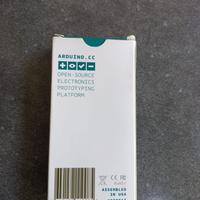 ARDUINO.CC
OPEN-SOURCE
ELECTRONICS
PROTOTYPING
PLATFORM
ASSEMBLED
IN USA